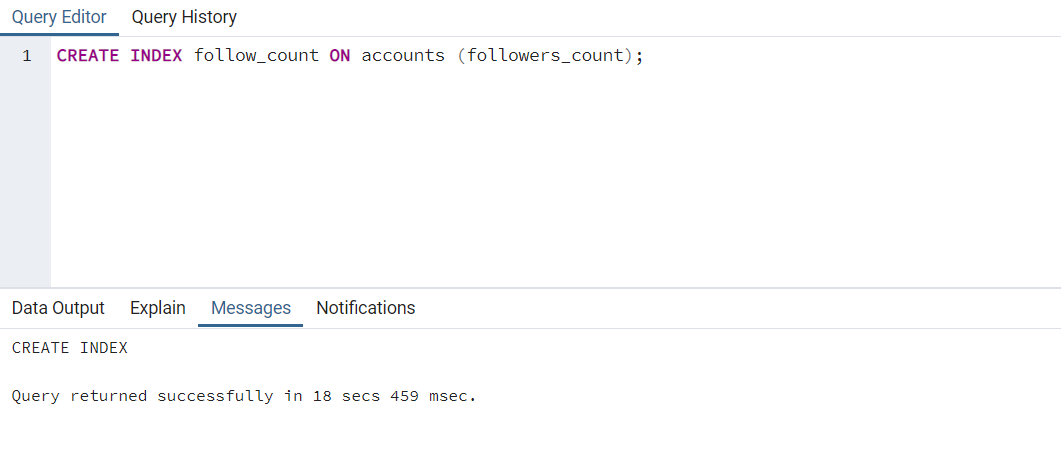 Query Editor Query History
1 CREATE INDEX follow_count ON accounts (followers_count);
Data Output Explain Messages Notifications
CREATE INDEX
Query returned successfully in 18 secs 459 msec.